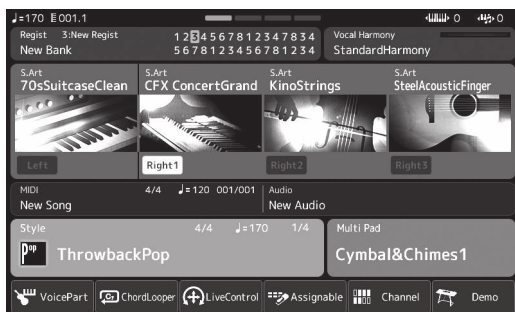 ♩=170 001.1 0 0
Regist 3:New Regist 1 2 3 4 5 6 7 8 1 2 3 4 7 8 3 4 Vocal Harmony
New Bank 5 6 7 8 1 2 3 4 5 6 7 8 1 2 3 4 StandardHarmony
S.Art S.Art S.Art S.Art
70sSuitcaseClean CFX ConcertGrand KinoStrings SteelAcousticFinger
Left Right1 Right2 Right3
MIDI 4/4 ♩=120 001/001 Audio
New Song New Audio
Style 4/4 ♩=170 1/4 Multi Pad
Pop ThrowbackPop Cymbal&Chimes1
VoicePart Cr ChordLooper LiveControl Assignable Channel Demo